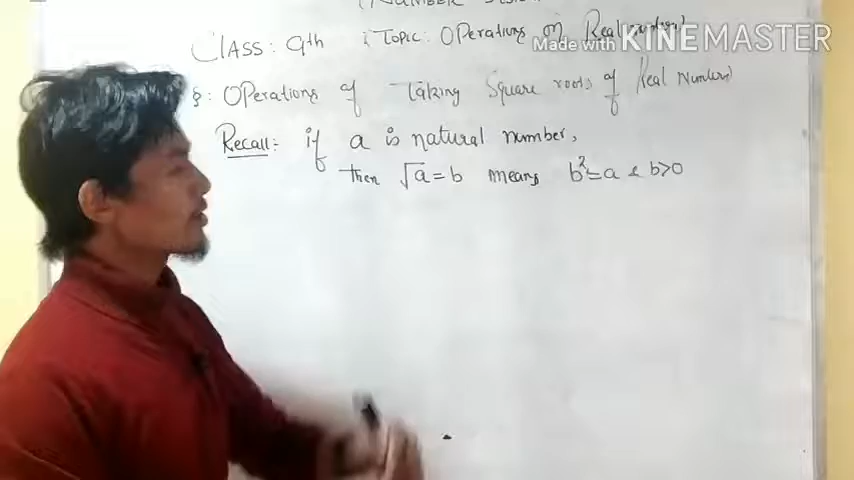 NUMBER
CLASS: 9th (Topic: Operations on Real
Made with KINEMASTER
§: Operations of Taking Square roots of Real Numbers
Recall: if a is natural number,
then √a = b means b²=a & b>0